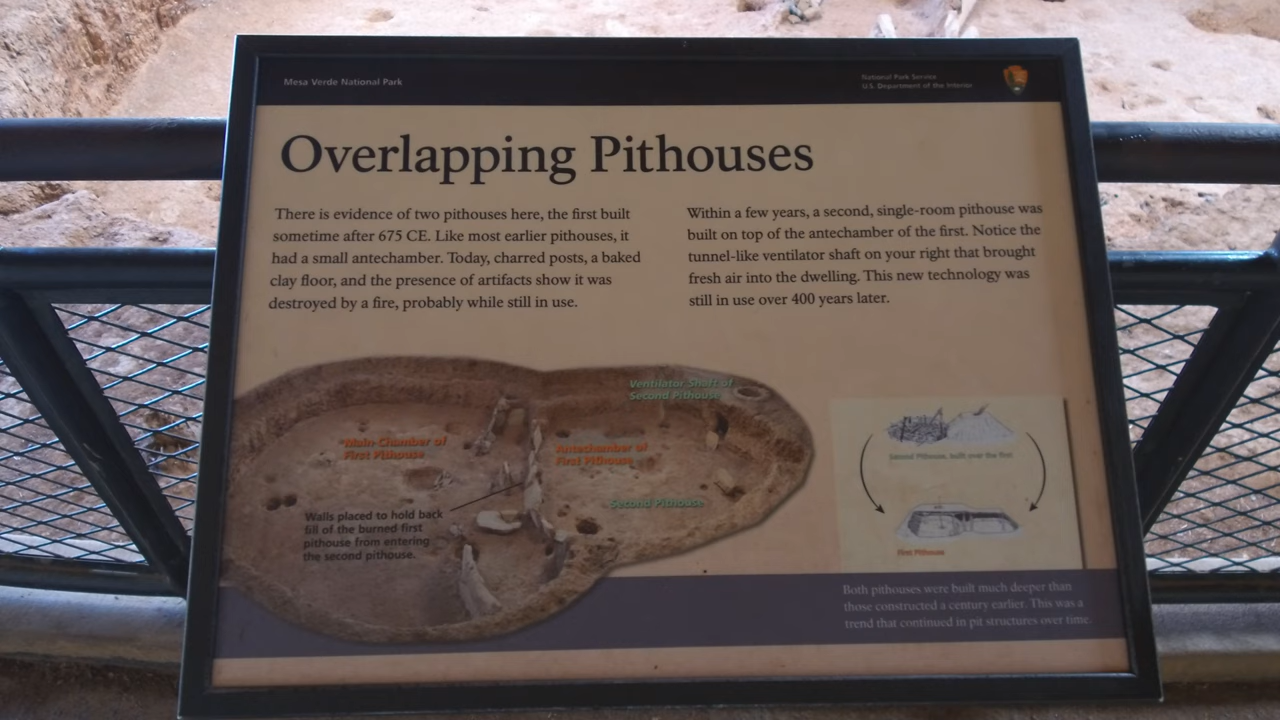 Mesa Verde National Park
National Park Service
U.S. Department of the Interior
Overlapping Pithouses
There is evidence of two pithouses here, the first built
sometime after 675 CE. Like most earlier pithouses, it
had a small antechamber. Today, charred posts, a baked
clay floor, and the presence of artifacts show it was
destroyed by a fire, probably while still in use.
Within a few years, a second, single-room pithouse was
built on top of the antechamber of the first. Notice the
tunnel-like ventilator shaft on your right that brought
fresh air into the dwelling. This new technology was
still in use over 400 years later.
Ventilator Shaft of
Second Pithouse
Main Chamber of
First Pithouse
Antechamber of
First Pithouse
Second Pithouse
Walls placed to hold back
fill of the burned first
pithouse from entering
the second pithouse.
Second Pithouse, built over the first
First Pithouse
Both pithouses were built much deeper than
those constructed a century earlier. This was a
trend that continued in pit structures over time.